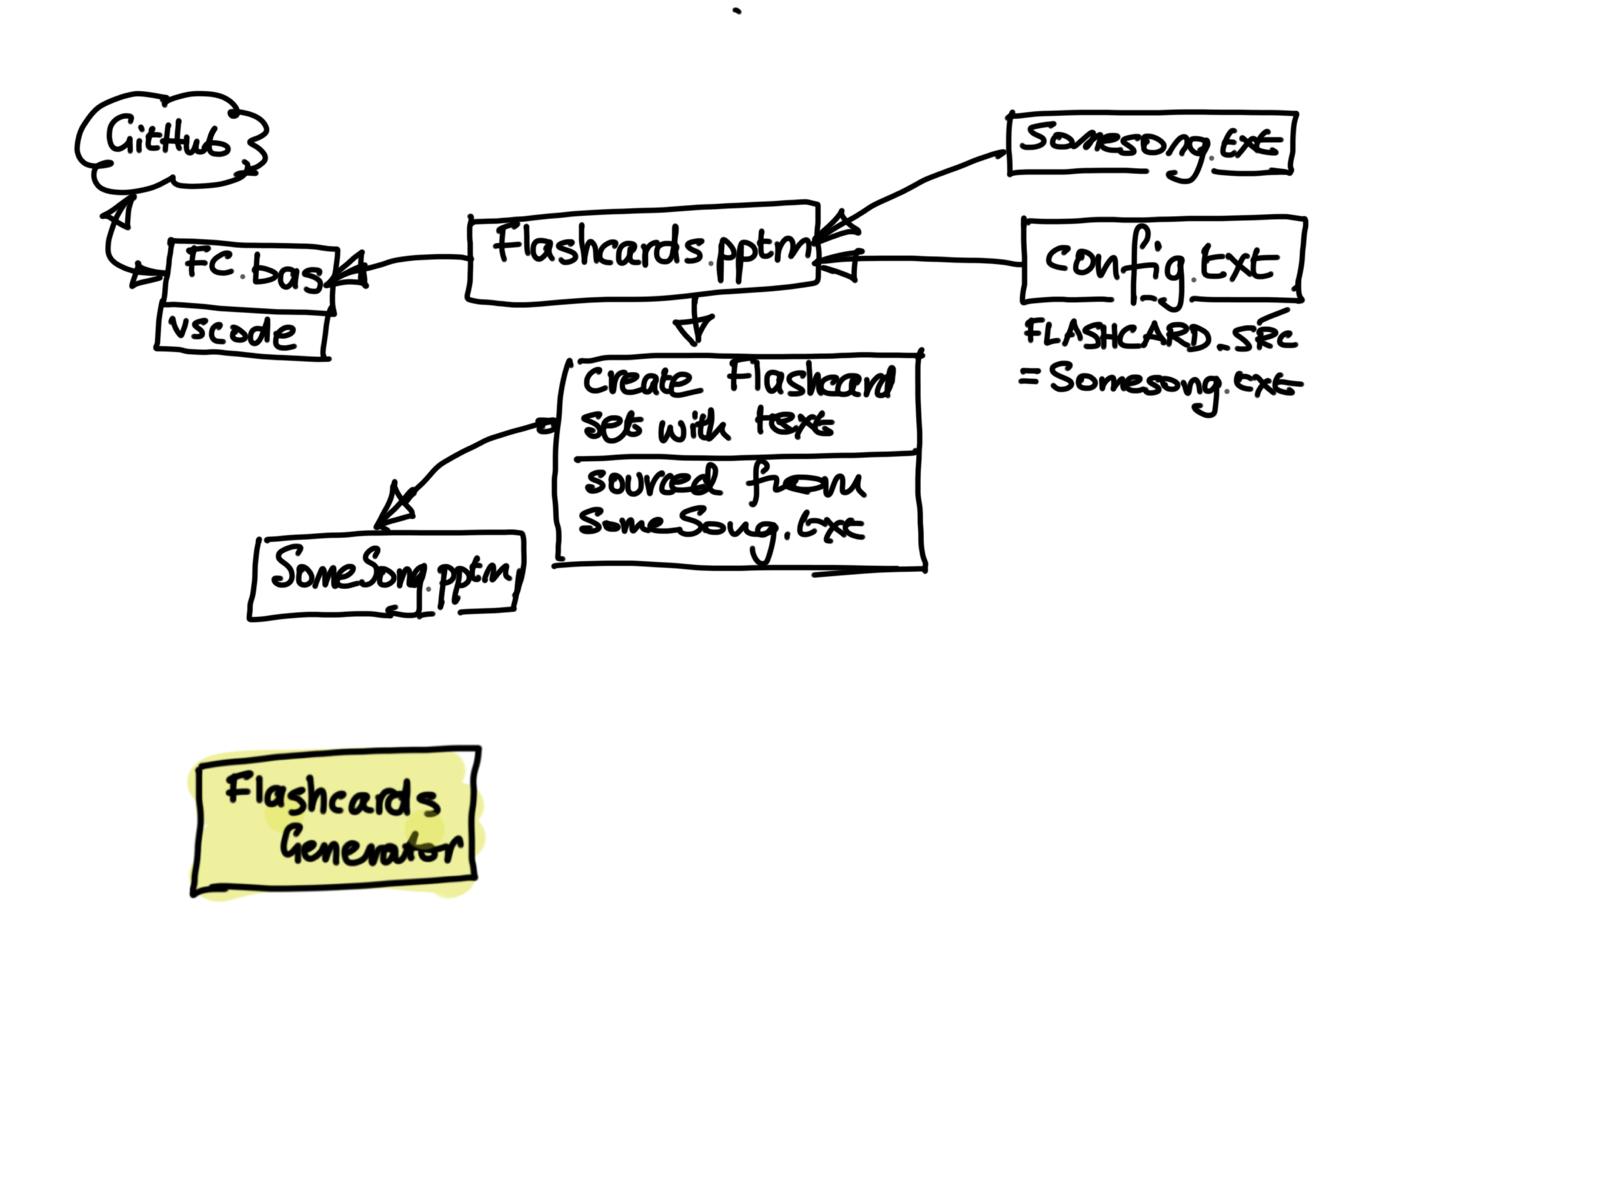 GitHub
Somesong.txt
Flashcards.pptm
FC.bas
vscode
config.txt
FLASHCARD_SRC
= Somesong.txt
create Flashcard
set with text
sourced from
SomeSong.txt
SomeSong.pptm
Flashcards
Generator